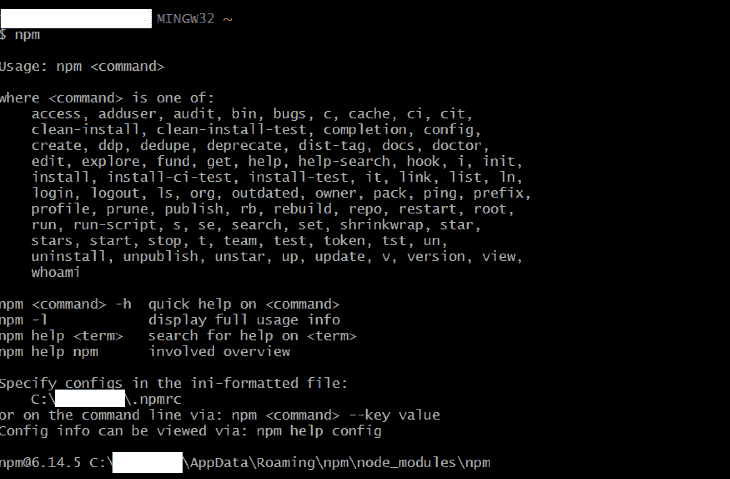 MINGW32 ~
$ npm
Usage: npm <command>
where <command> is one of:
access, adduser, audit, bin, bugs, c, cache, ci, cit,
clean-install, clean-install-test, completion, config,
create, ddp, dedupe, deprecate, dist-tag, docs, doctor,
edit, explore, fund, get, help, help-search, hook, i, init,
install, install-ci-test, install-test, it, link, list, ln,
login, logout, ls, org, outdated, owner, pack, ping, prefix,
profile, prune, publish, rb, rebuild, repo, restart, root,
run, run-script, s, se, search, set, shrinkwrap, star,
stars, start, stop, t, team, test, token, tst, un,
uninstall, unpublish, unstar, up, update, v, version, view,
whoami
npm <command> -h  quick help on <command>
npm -l            display full usage info
npm help <term>   search for help on <term>
npm help npm      involved overview
Specify configs in the ini-formatted file:
C:\ \.npmrc
or on the command line via: npm <command> --key value
Config info can be viewed via: npm help config
npm@6.14.5 C:\ \AppData\Roaming\npm\node_modules\npm